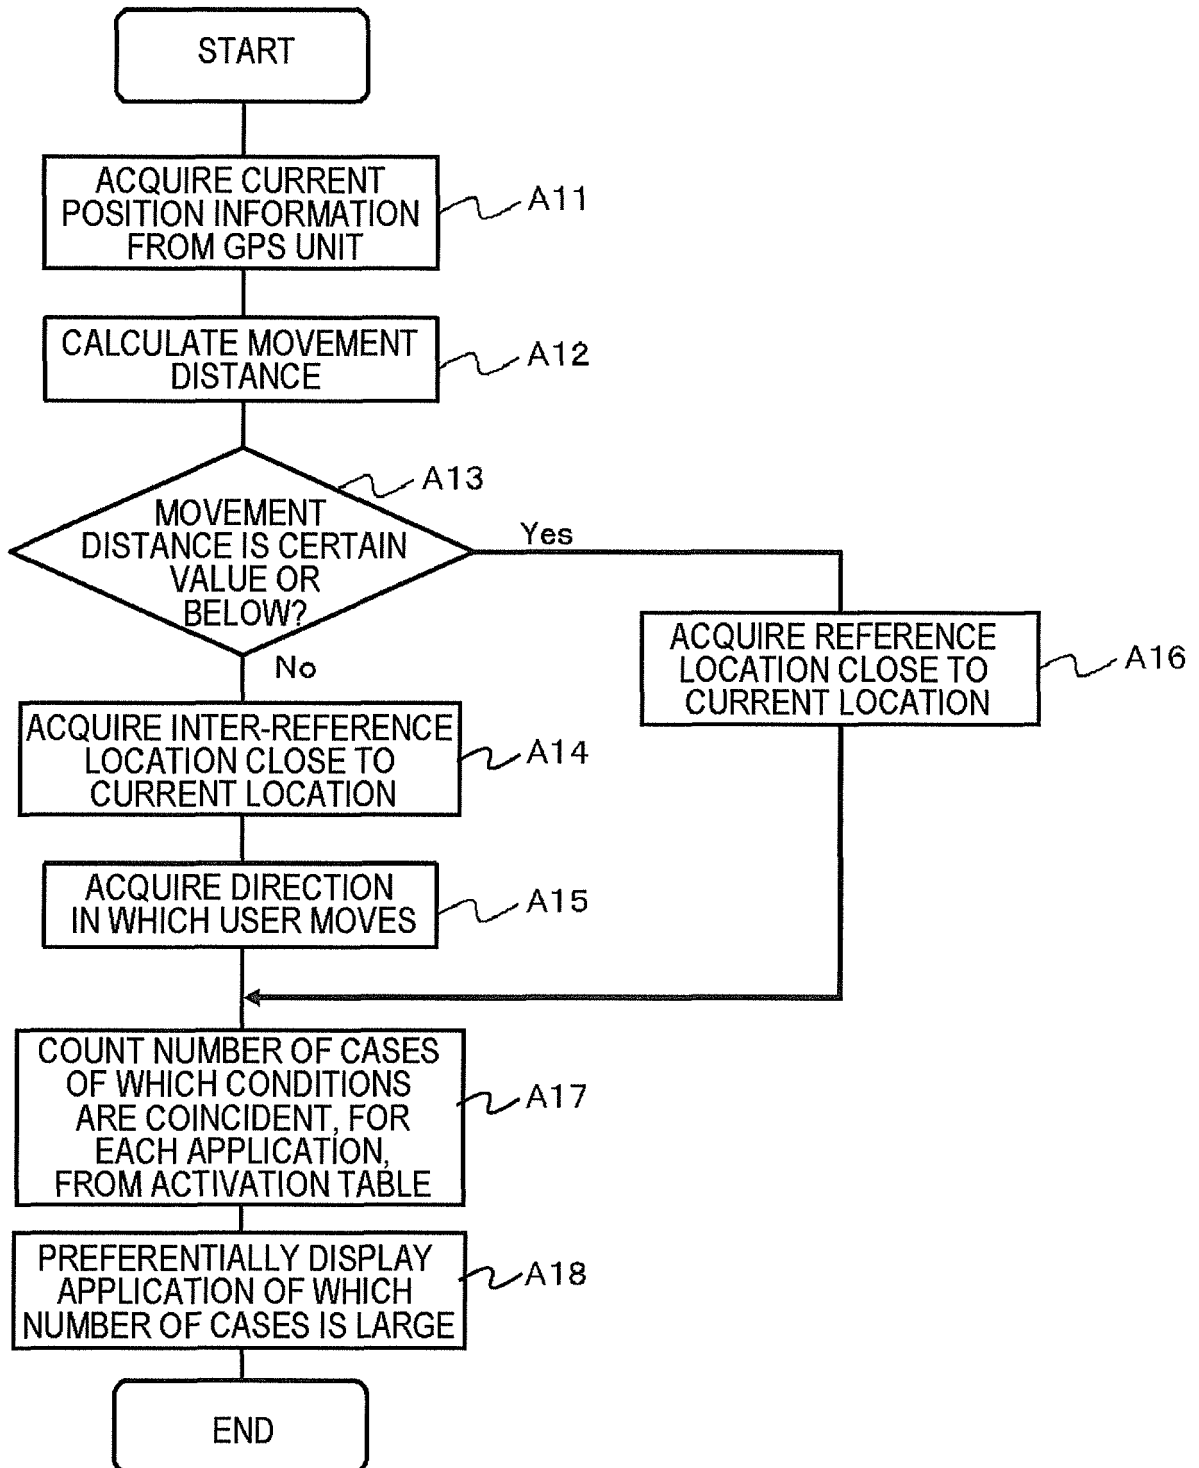 START
ACQUIRE CURRENT
POSITION INFORMATION
FROM GPS UNIT
A11
CALCULATE MOVEMENT
DISTANCE
A12
A13
MOVEMENT
DISTANCE IS CERTAIN
VALUE OR
BELOW?
Yes
No
ACQUIRE REFERENCE
LOCATION CLOSE TO
CURRENT LOCATION
A16
ACQUIRE INTER-REFERENCE
LOCATION CLOSE TO
CURRENT LOCATION
A14
ACQUIRE DIRECTION
IN WHICH USER MOVES
A15
COUNT NUMBER OF CASES
OF WHICH CONDITIONS
ARE COINCIDENT, FOR
EACH APPLICATION,
FROM ACTIVATION TABLE
A17
PREFERENTIALLY DISPLAY
APPLICATION OF WHICH
NUMBER OF CASES IS LARGE
A18
END